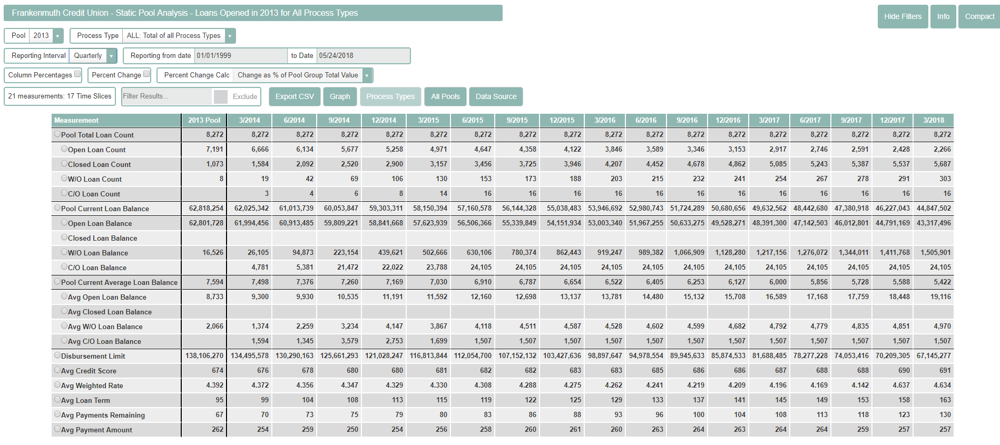 Frankenmuth Credit Union - Static Pool Analysis - Loans Opened in 2013 for All Process Types
Hide Filters Info Compact
Pool 2013 Process Type ALL: Total of all Process Types
Reporting Interval Quarterly Reporting from date 01/01/1999 to Date 05/24/2018
Column Percentages Percent Change Percent Change Calc Change as % of Pool Group Total Value
21 measurements: 17 Time Slices Filter Results... Exclude Export CSV Graph Process Types All Pools Data Source
Measurement 2013 Pool 3/2014 6/2014 9/2014 12/2014 3/2015 6/2015 9/2015 12/2015 3/2016 6/2016 9/2016 12/2016 3/2017 6/2017 9/2017 12/2017 3/2018
Pool Total Loan Count 8,272 8,272 8,272 8,272 8,272 8,272 8,272 8,272 8,272 8,272 8,272 8,272 8,272 8,272 8,272 8,272 8,272 8,272
Open Loan Count 7,191 6,666 6,134 5,677 5,258 4,971 4,647 4,358 4,122 3,846 3,589 3,346 3,153 2,917 2,746 2,591 2,428 2,266
Closed Loan Count 1,073 1,584 2,092 2,520 2,900 3,157 3,456 3,725 3,946 4,207 4,452 4,678 4,862 5,085 5,243 5,387 5,537 5,687
W/O Loan Count 8 19 42 69 106 130 153 173 188 203 215 232 241 254 267 278 291 303
C/O Loan Count 3 4 6 8 14 16 16 16 16 16 16 16 16 16 16 16 16
Pool Current Loan Balance 62,818,254 62,025,342 61,013,739 60,053,847 59,303,311 58,150,394 57,160,578 56,144,328 55,038,483 53,946,692 52,980,743 51,724,289 50,680,656 49,632,562 48,442,680 47,380,918 46,227,043 44,847,502
Open Loan Balance 62,801,728 61,994,456 60,913,485 59,809,221 58,841,668 57,623,939 56,506,366 55,339,849 54,151,934 53,003,340 51,967,255 50,633,275 49,528,271 48,391,300 47,142,503 46,012,801 44,791,169 43,317,496
Closed Loan Balance
W/O Loan Balance 16,526 26,105 94,873 223,154 439,621 502,666 630,106 780,374 862,443 919,247 989,382 1,066,909 1,128,280 1,217,156 1,276,072 1,344,011 1,411,768 1,505,901
C/O Loan Balance 4,781 5,381 21,472 22,022 23,788 24,105 24,105 24,105 24,105 24,105 24,105 24,105 24,105 24,105 24,105 24,105 24,105
Pool Current Average Loan Balance 7,594 7,498 7,376 7,260 7,169 7,030 6,910 6,787 6,654 6,522 6,405 6,253 6,127 6,000 5,856 5,728 5,588 5,422
Avg Open Loan Balance 8,733 9,300 9,930 10,535 11,191 11,592 12,160 12,698 13,137 13,781 14,480 15,132 15,708 16,589 17,168 17,759 18,448 19,116
Avg Closed Loan Balance
Avg W/O Loan Balance 2,066 1,374 2,259 3,234 4,147 3,867 4,118 4,511 4,587 4,528 4,602 4,599 4,682 4,792 4,779 4,835 4,851 4,970
Avg C/O Loan Balance 1,594 1,345 3,579 2,753 1,699 1,507 1,507 1,507 1,507 1,507 1,507 1,507 1,507 1,507 1,507 1,507 1,507
Disbursement Limit 138,106,270 134,495,578 130,290,163 125,661,293 121,028,247 116,813,844 112,054,700 107,152,132 103,427,636 98,897,647 94,978,554 89,945,633 85,874,533 81,688,485 78,277,228 74,053,416 70,209,305 67,145,277
Avg Credit Score 674 676 678 680 680 681 682 682 683 683 685 686 686 687 688 688 690 691
Avg Weighted Rate 4.392 4.372 4.356 4.347 4.329 4.330 4.308 4.288 4.275 4.262 4.241 4.219 4.209 4.196 4.169 4.142 4.637 4.634
Avg Loan Term 95 99 104 108 113 115 119 122 125 129 133 137 141 145 149 153 158 163
Avg Payments Remaining 67 70 73 75 79 80 83 86 88 93 96 100 104 108 113 118 123 130
Avg Payment Amount 262 254 259 250 254 256 258 260 261 260 263 264 263 264 264 259 257 257